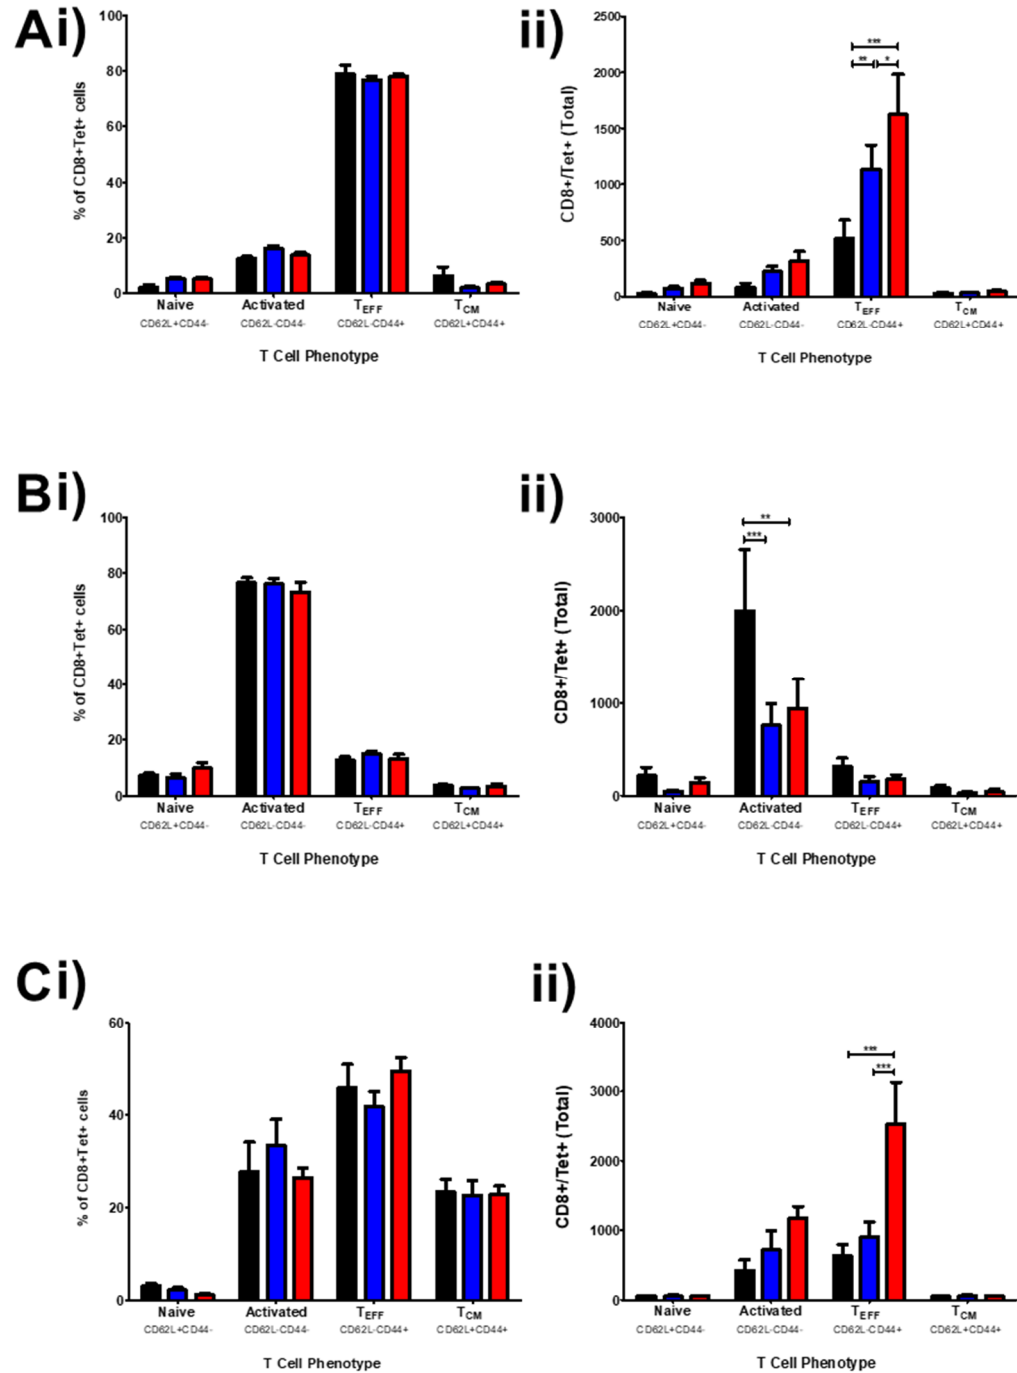 Ai)
100
80
60
40
20
0
% of CD8+Tet+ cells
Naive Activated TEFF TCM
CD62L+CD44- CD62L-CD44- CD62L-CD44+ CD62L+CD44+
T Cell Phenotype
ii)
2500
2000
1500
1000
500
0
CD8+/Tet+ (Total)
***
** *
Naive Activated TEFF TCM
CD62L+CD44- CD62L-CD44- CD62L-CD44+ CD62L+CD44+
T Cell Phenotype
Bi)
100
80
60
40
20
0
% of CD8+Tet+ cells
Naive Activated TEFF TCM
CD62L+CD44- CD62L-CD44- CD62L-CD44+ CD62L+CD44+
T Cell Phenotype
ii)
3000
2000
1000
0
CD8+/Tet+ (Total)
**
***
Naive Activated TEFF TCM
CD62L+CD44- CD62L-CD44- CD62L-CD44+ CD62L+CD44+
T Cell Phenotype
Ci)
60
40
20
0
% of CD8+Tet+ cells
Naive Activated TEFF TCM
CD62L+CD44- CD62L-CD44- CD62L-CD44+ CD62L+CD44+
T Cell Phenotype
ii)
4000
3000
2000
1000
0
CD8+/Tet+ (Total)
***
***
Naive Activated TEFF TCM
CD62L+CD44- CD62L-CD44- CD62L-CD44+ CD62L+CD44+
T Cell Phenotype